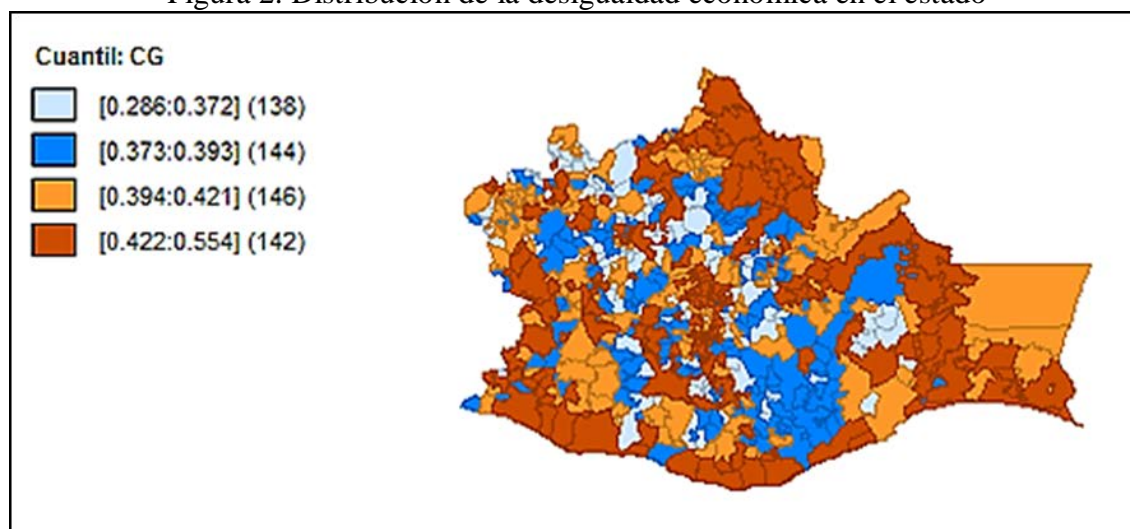 Figura 2. Distribución de la desigualdad económica en el estado
Cuantil: CG
[0.286:0.372] (138)
[0.373:0.393] (144)
[0.394:0.421] (146)
[0.422:0.554] (142)